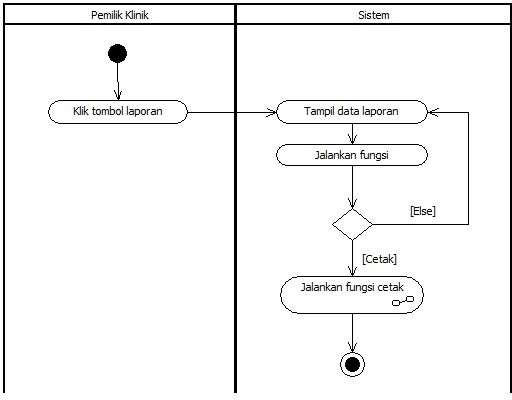 Pemilik Klinik
Sistem
Klik tombol laporan
Tampil data laporan
Jalankan fungsi
[Else]
[Cetak]
Jalankan fungsi cetak